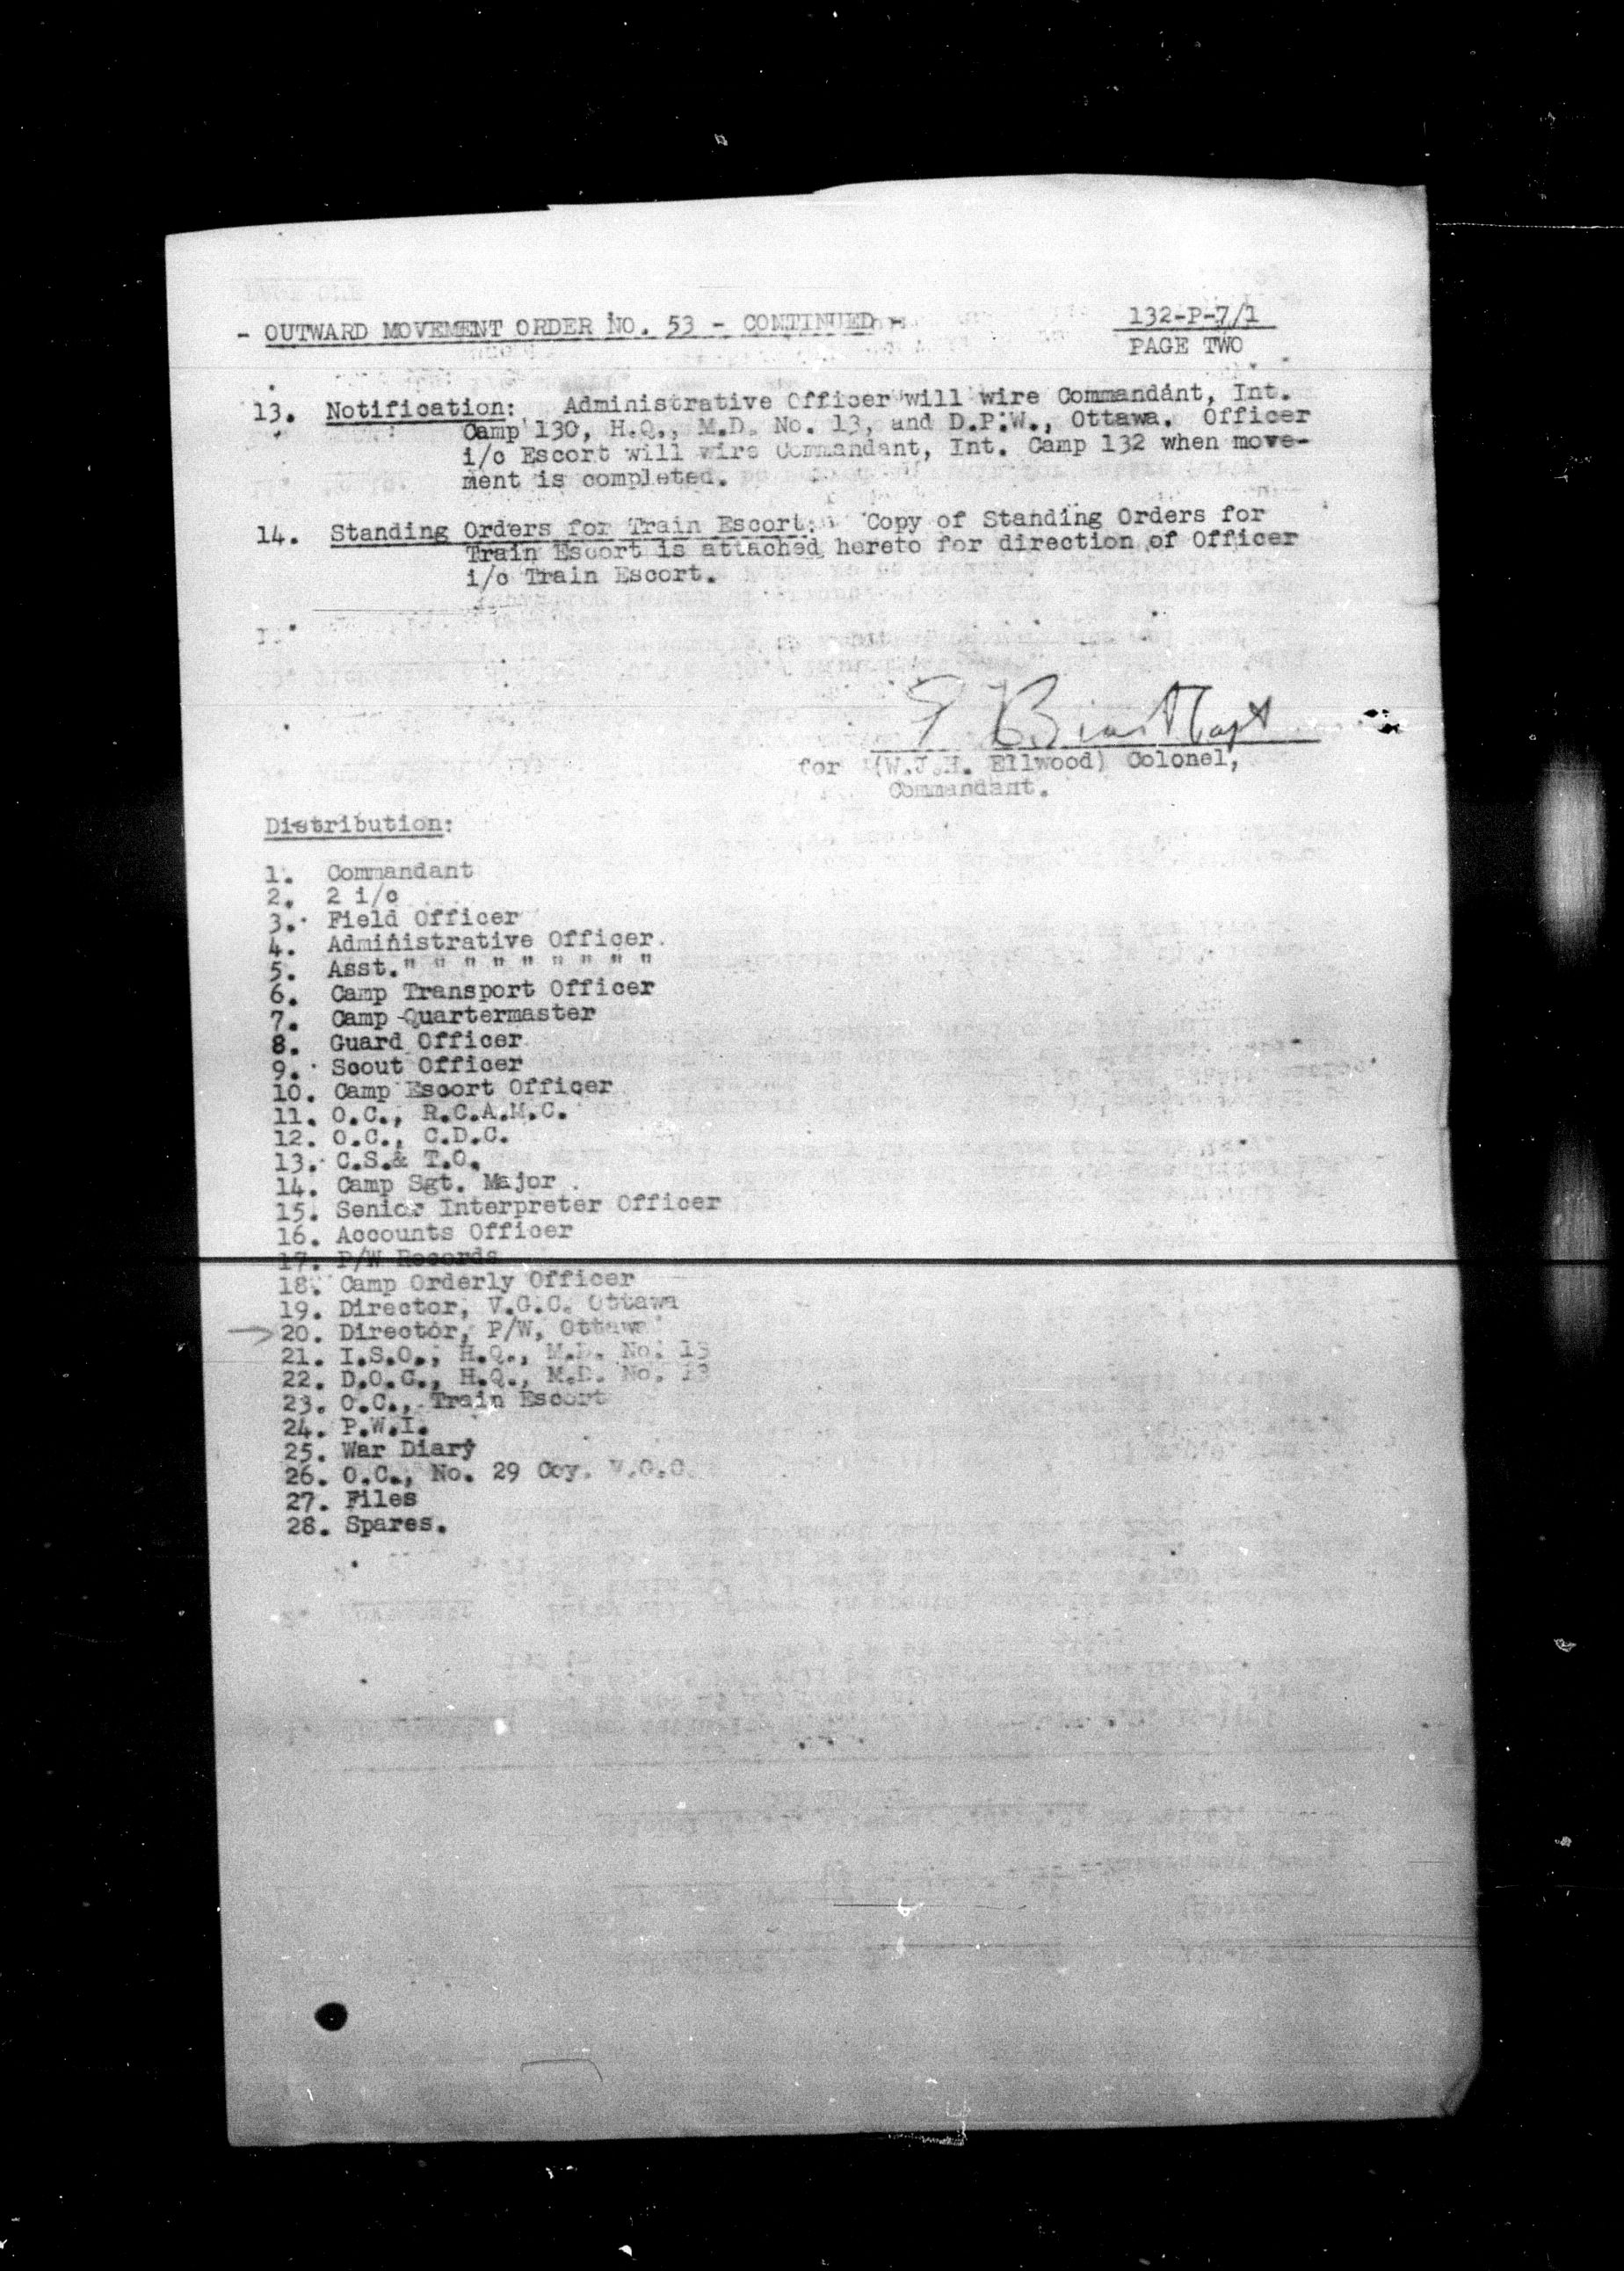 - OUTWARD MOVEMENT ORDER NO. 53 - CONTINUED -
132-P-7/1
PAGE TWO
13. Notification: Administrative Officer will wire Commandant, Int.
Camp 130, H.Q., M.D. No. 13, and D.P.W., Ottawa. Officer
i/c Escort will wire Commandant, Int. Camp 132 when move-
ment is completed.
14. Standing Orders for Train Escort: Copy of Standing Orders for
Train Escort is attached hereto for direction of Officer
i/c Train Escort.
for (W.J.H. Ellwood) Colonel,
Commandant.
Distribution:
1. Commandant
2. 2 i/c
3. Field Officer
4. Administrative Officer.
5. Asst. " " " " " " " " "
6. Camp Transport Officer
7. Camp Quartermaster
8. Guard Officer
9. Scout Officer
10. Camp Escort Officer
11. O.C., R.C.A.M.C.
12. O.C., C.D.C.
13. C.S.& T.O.
14. Camp Sgt. Major
15. Senior Interpreter Officer
16. Accounts Officer
17. P/W Records
18. Camp Orderly Officer
19. Director, V.G.C. Ottawa
20. Director, P/W, Ottawa
21. I.S.O., H.Q., M.D. No. 13
22. D.O.C., H.Q., M.D. No. 13
23. O.C., Train Escort
24. P.W.I.
25. War Diary
26. O.C., No. 29 Coy. V.G.C.
27. Files
28. Spares.